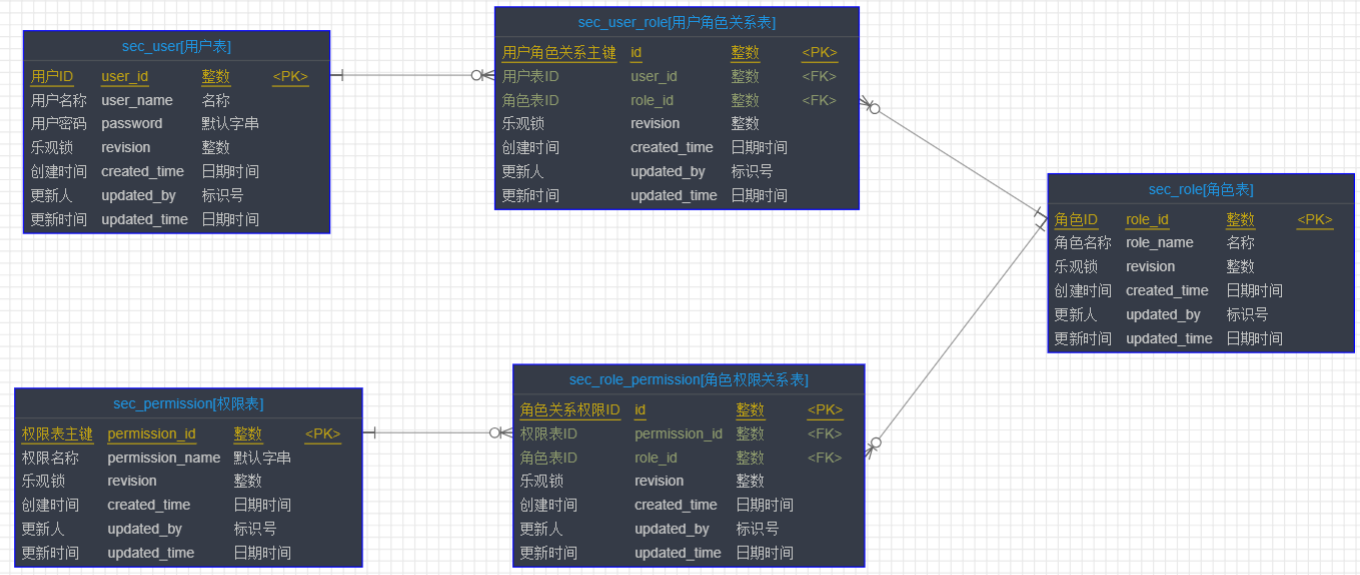 sec_user[用户表]
用户ID user_id 整数 <PK>
用户名称 user_name 名称
用户密码 password 默认字串
乐观锁 revision 整数
创建时间 created_time 日期时间
更新人 updated_by 标识号
更新时间 updated_time 日期时间
sec_user_role[用户角色关系表]
用户角色关系主键 id 整数 <PK>
用户表ID user_id 整数 <FK>
角色表ID role_id 整数 <FK>
乐观锁 revision 整数
创建时间 created_time 日期时间
更新人 updated_by 标识号
更新时间 updated_time 日期时间
sec_role[角色表]
角色ID role_id 整数 <PK>
角色名称 role_name 名称
乐观锁 revision 整数
创建时间 created_time 日期时间
更新人 updated_by 标识号
更新时间 updated_time 日期时间
sec_permission[权限表]
权限表主键 permission_id 整数 <PK>
权限名称 permission_name 默认字串
乐观锁 revision 整数
创建时间 created_time 日期时间
更新人 updated_by 标识号
更新时间 updated_time 日期时间
sec_role_permission[角色权限关系表]
角色关系权限ID id 整数 <PK>
权限表ID permission_id 整数 <FK>
角色表ID role_id 整数 <FK>
乐观锁 revision 整数
创建时间 created_time 日期时间
更新人 updated_by 标识号
更新时间 updated_time 日期时间